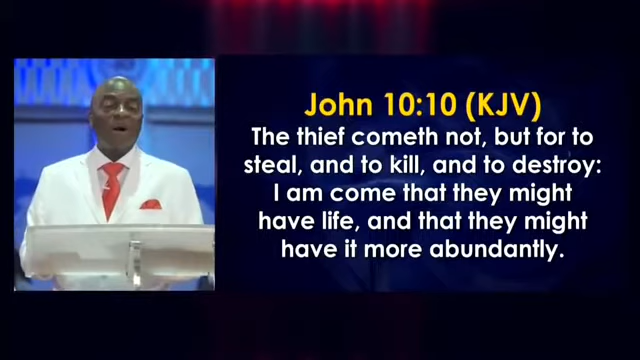 John 10:10 (KJV)
The thief cometh not, but for to
steal, and to kill, and to destroy:
I am come that they might
have life, and that they might
have it more abundantly.